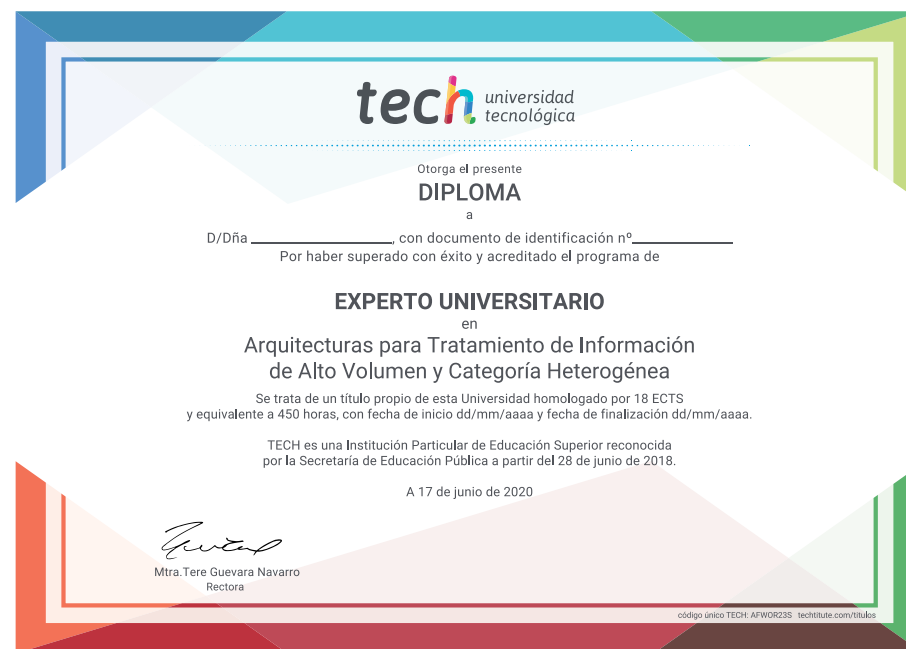 tech universidad
tecnológica
Otorga el presente
DIPLOMA
a
D/Dña ____________________, con documento de identificación nº______________
Por haber superado con éxito y acreditado el programa de
EXPERTO UNIVERSITARIO
en
Arquitecturas para Tratamiento de Información
de Alto Volumen y Categoría Heterogénea
Se trata de un título propio de esta Universidad homologado por 18 ECTS
y equivalente a 450 horas, con fecha de inicio dd/mm/aaaa y fecha de finalización dd/mm/aaaa.
TECH es una Institución Particular de Educación Superior reconocida
por la Secretaría de Educación Pública a partir del 28 de junio de 2018.
A 17 de junio de 2020
Mtra.Tere Guevara Navarro
Rectora
código único TECH: AFWOR23S techtitute.com/titulos